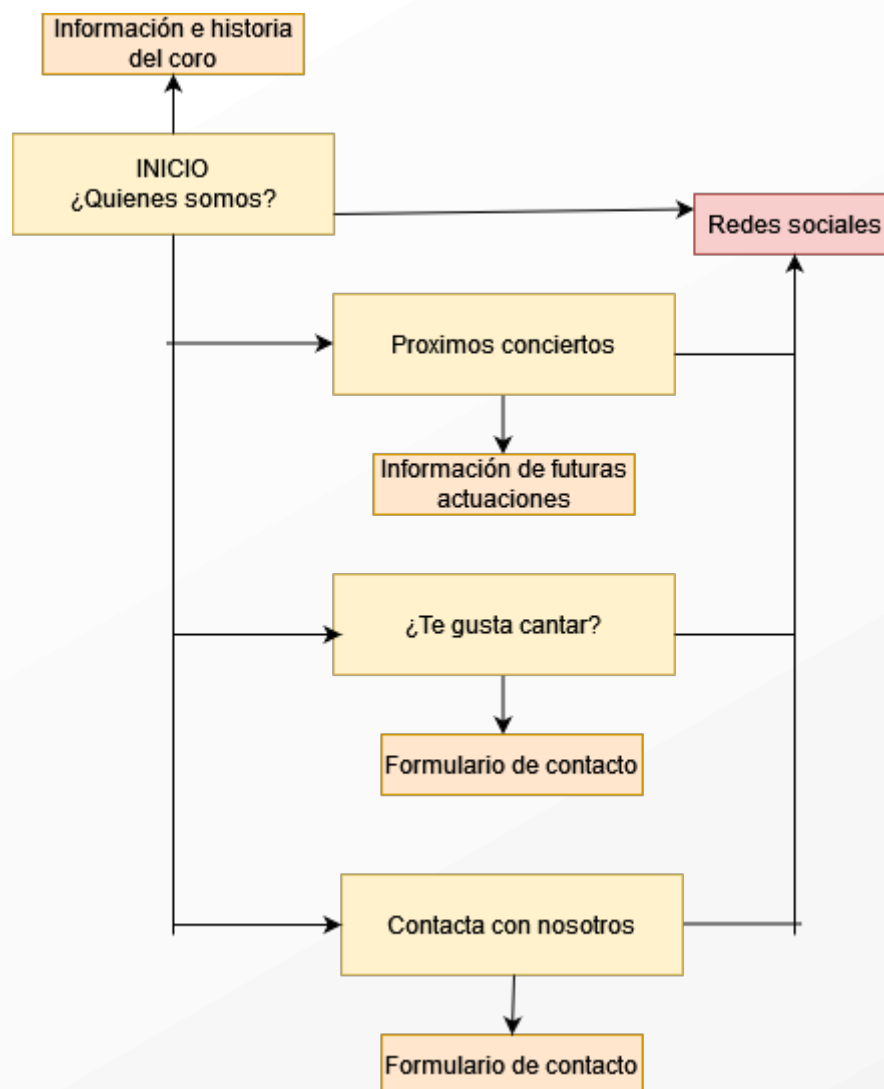 Información e historia
del coro
INICIO
¿Quienes somos?
Redes sociales
Proximos conciertos
Información de futuras
actuaciones
¿Te gusta cantar?
Formulario de contacto
Contacta con nosotros
Formulario de contacto